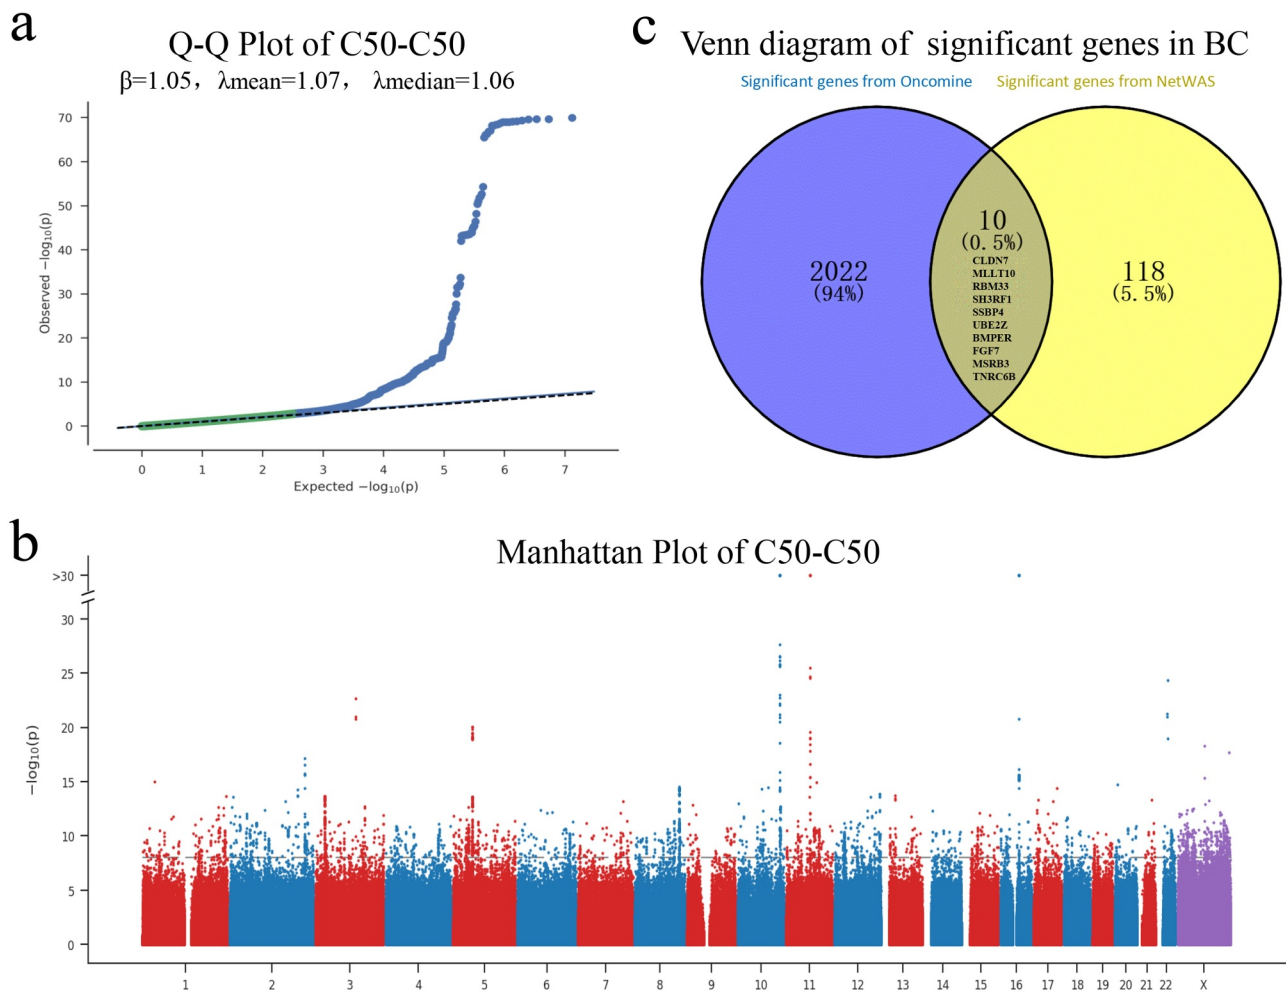 a
Q-Q Plot of C50-C50
β=1.05, λmean=1.07, λmedian=1.06
70
60
50
40
30
20
10
0
Observed −log10(p)
0 1 2 3 4 5 6 7
Expected −log10(p)
c
Venn diagram of significant genes in BC
Significant genes from Oncomine
Significant genes from NetWAS
2022
(94%)
10
(0.5%)
CLDN7
MLLT10
RBM33
SH3RF1
SSBP4
UBE2Z
BMPER
FGF7
MSRB3
TNRC6B
118
(5.5%)
b
Manhattan Plot of C50-C50
>30
30
25
20
15
10
5
0
−log10(p)
1 2 3 4 5 6 7 8 9 10 11 12 13 14 15 16 17 18 19 20 21 22 X